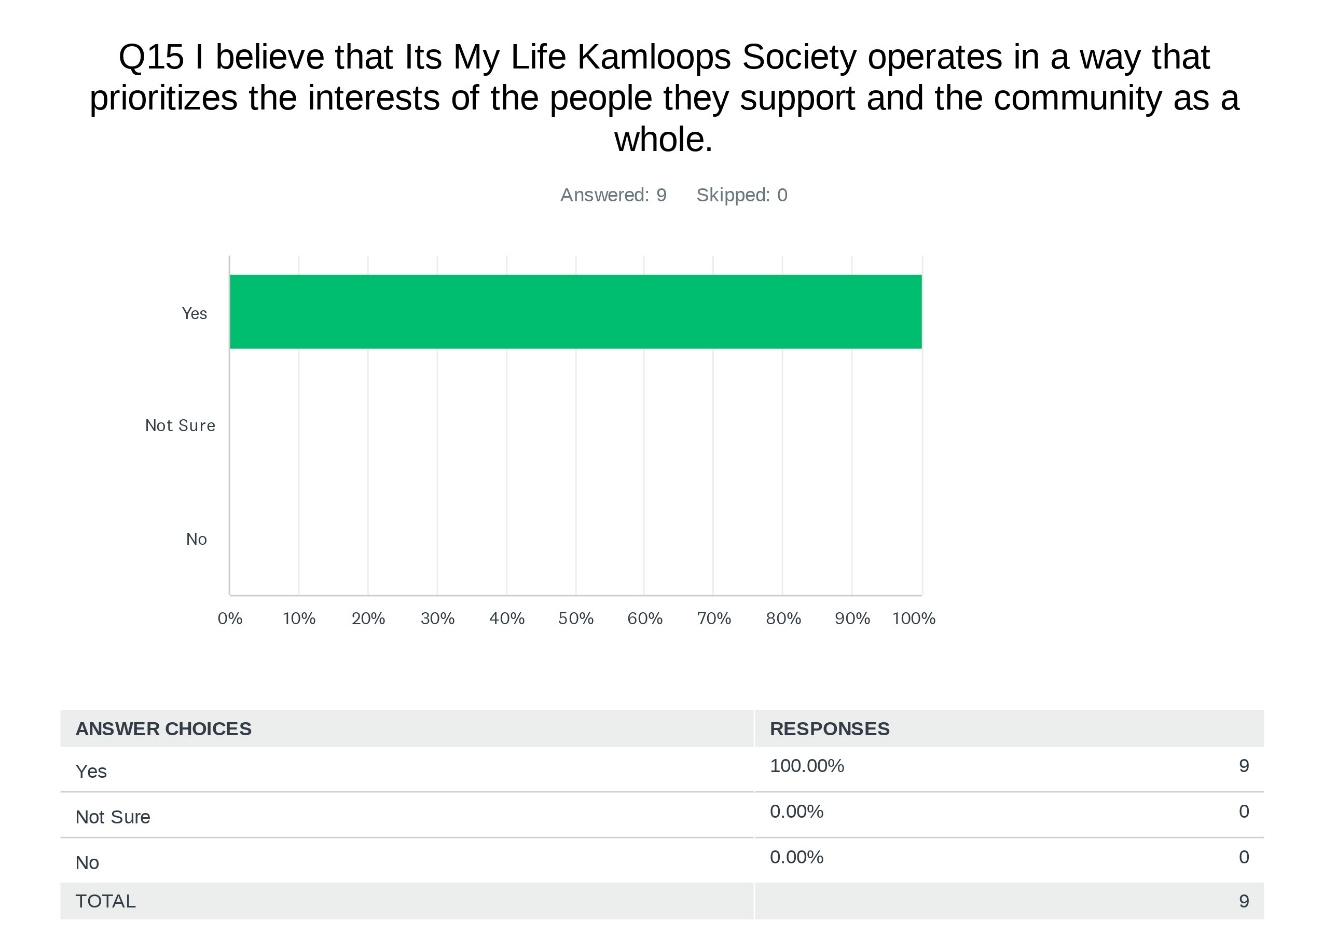 Q15 I believe that Its My Life Kamloops Society operates in a way that
prioritizes the interests of the people they support and the community as a
whole.
Answered: 9 Skipped: 0
Yes
Not Sure
No
0% 10% 20% 30% 40% 50% 60% 70% 80% 90% 100%
ANSWER CHOICES RESPONSES
Yes 100.00% 9
Not Sure 0.00% 0
No 0.00% 0
TOTAL 9